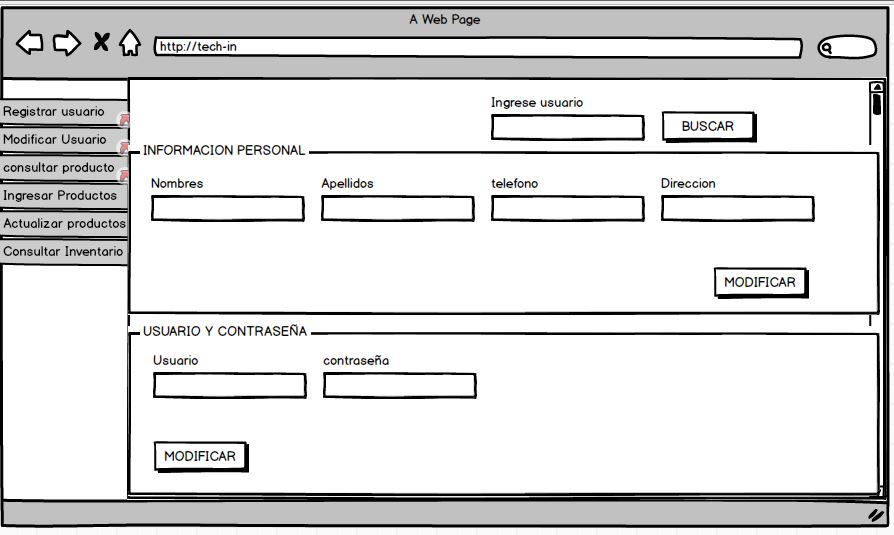 A Web Page
http://tech-in
Registrar usuario
Modificar Usuario
consultar producto
Ingresar Productos
Actualizar productos
Consultar Inventario
Ingrese usuario
BUSCAR
INFORMACION PERSONAL
Nombres Apellidos telefono Direccion
MODIFICAR
USUARIO Y CONTRASEÑA
Usuario contraseña
MODIFICAR